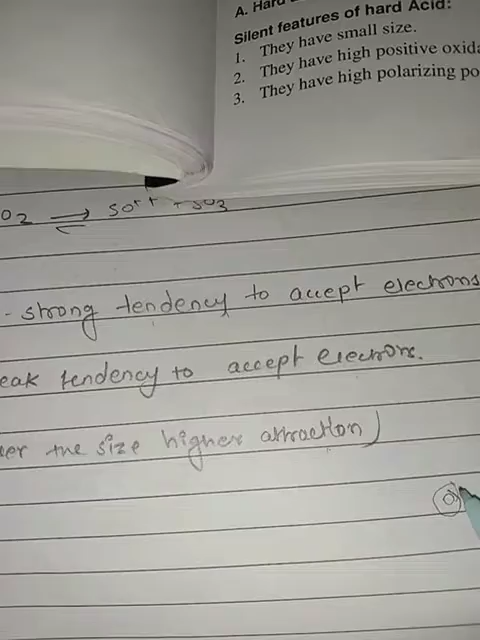 A. Hard
Silent features of hard Acid:
1. They have small size.
2. They have high positive oxida
3. They have high polarizing po
O2 ⇌ SO++ + SO3
- strong tendency to accept electrons
eak tendency to accept electrons.
er the size higher attraction)